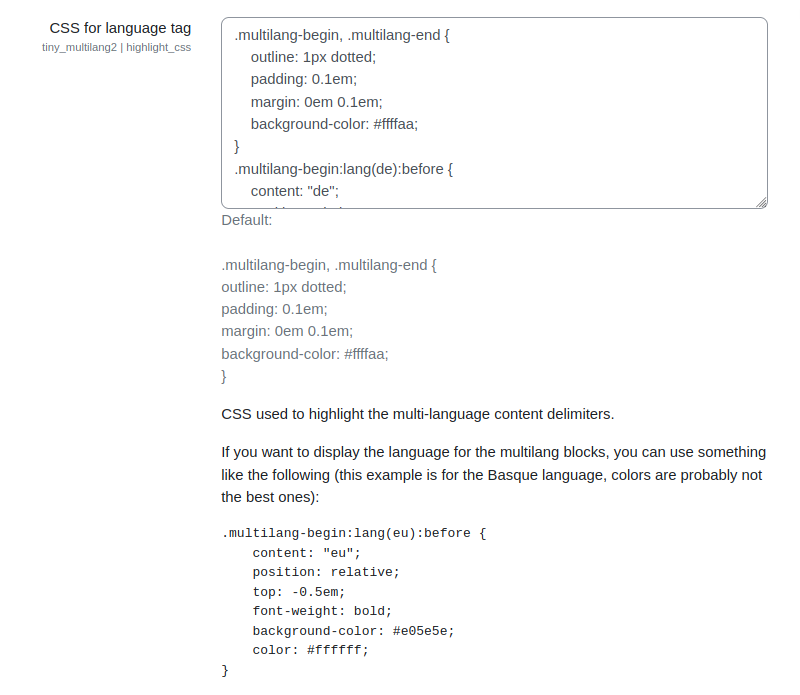 CSS for language tag
tiny_multilang2 | highlight_css
.multilang-begin, .multilang-end {
    outline: 1px dotted;
    padding: 0.1em;
    margin: 0em 0.1em;
    background-color: #ffffaa;
}
.multilang-begin:lang(de):before {
    content: "de";
Default:
.multilang-begin, .multilang-end {
outline: 1px dotted;
padding: 0.1em;
margin: 0em 0.1em;
background-color: #ffffaa;
}
CSS used to highlight the multi-language content delimiters.
If you want to display the language for the multilang blocks, you can use something
like the following (this example is for the Basque language, colors are probably not
the best ones):
.multilang-begin:lang(eu):before {
    content: "eu";
    position: relative;
    top: -0.5em;
    font-weight: bold;
    background-color: #e05e5e;
    color: #ffffff;
}